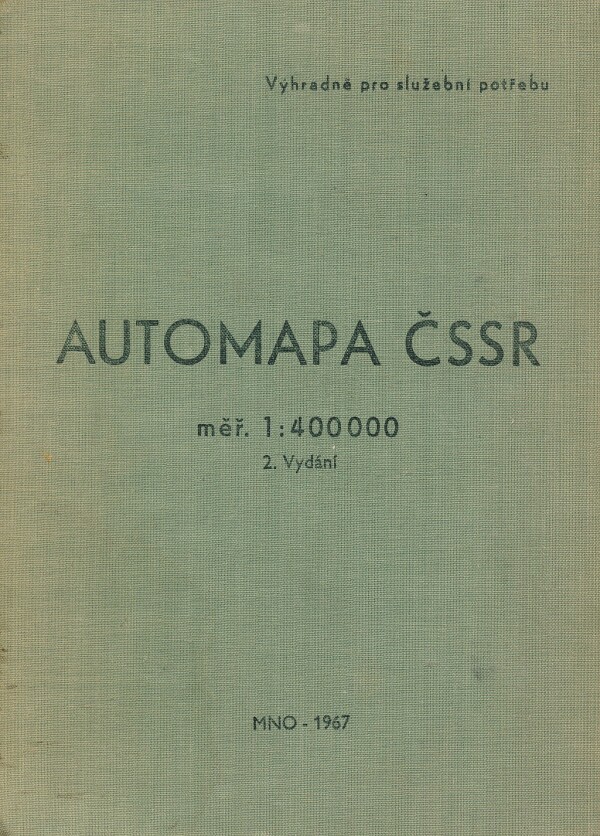 Výhradně pro služební potřebu
AUTOMAPA ČSSR
měř. 1:400000
2. Vydání
MNO - 1967